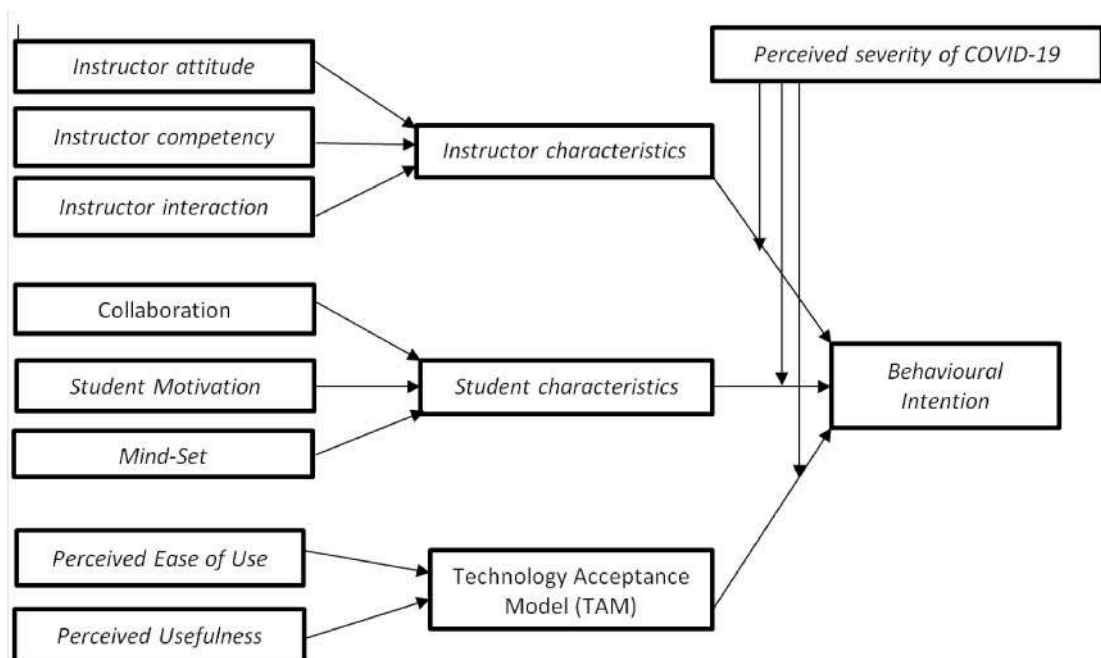 Instructor attitude
Perceived severity of COVID-19
Instructor competency
Instructor characteristics
Instructor interaction
Collaboration
Student Motivation
Student characteristics
Behavioural
Intention
Mind-Set
Perceived Ease of Use
Technology Acceptance
Model (TAM)
Perceived Usefulness